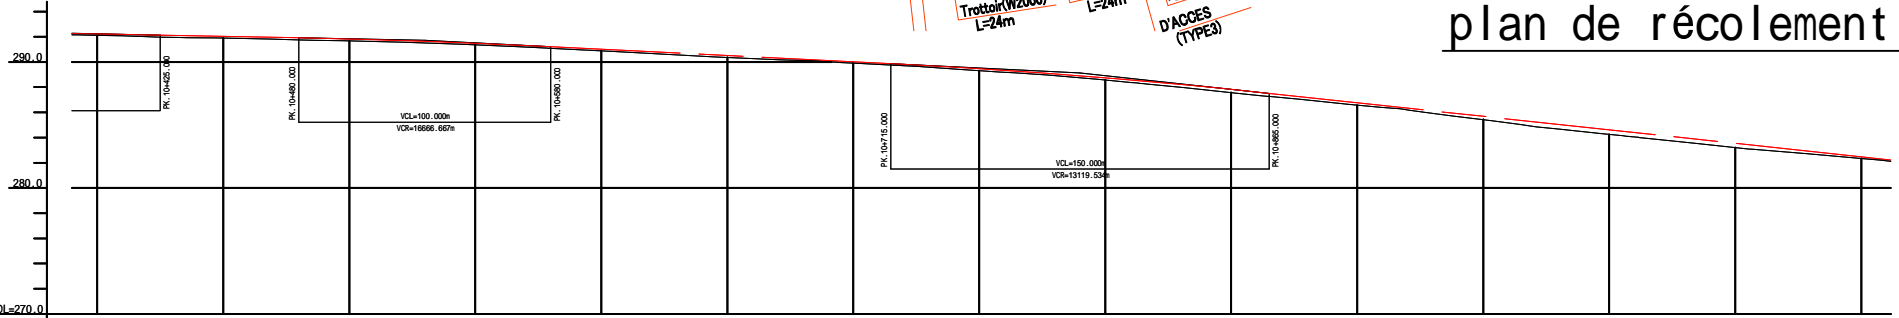 Trottoir(W2000)
L=24m
L=24m
D'ACCES
(TYPE3)
plan de récolement
290.0
PK.10+425.000
PK.10+480.000
VCL=100.000m
VCR=16666.667m
PK.10+580.000
PK.10+715.000
VCL=150.000m
VCR=13119.534m
PK.10+865.000
280.0
DL=270.0